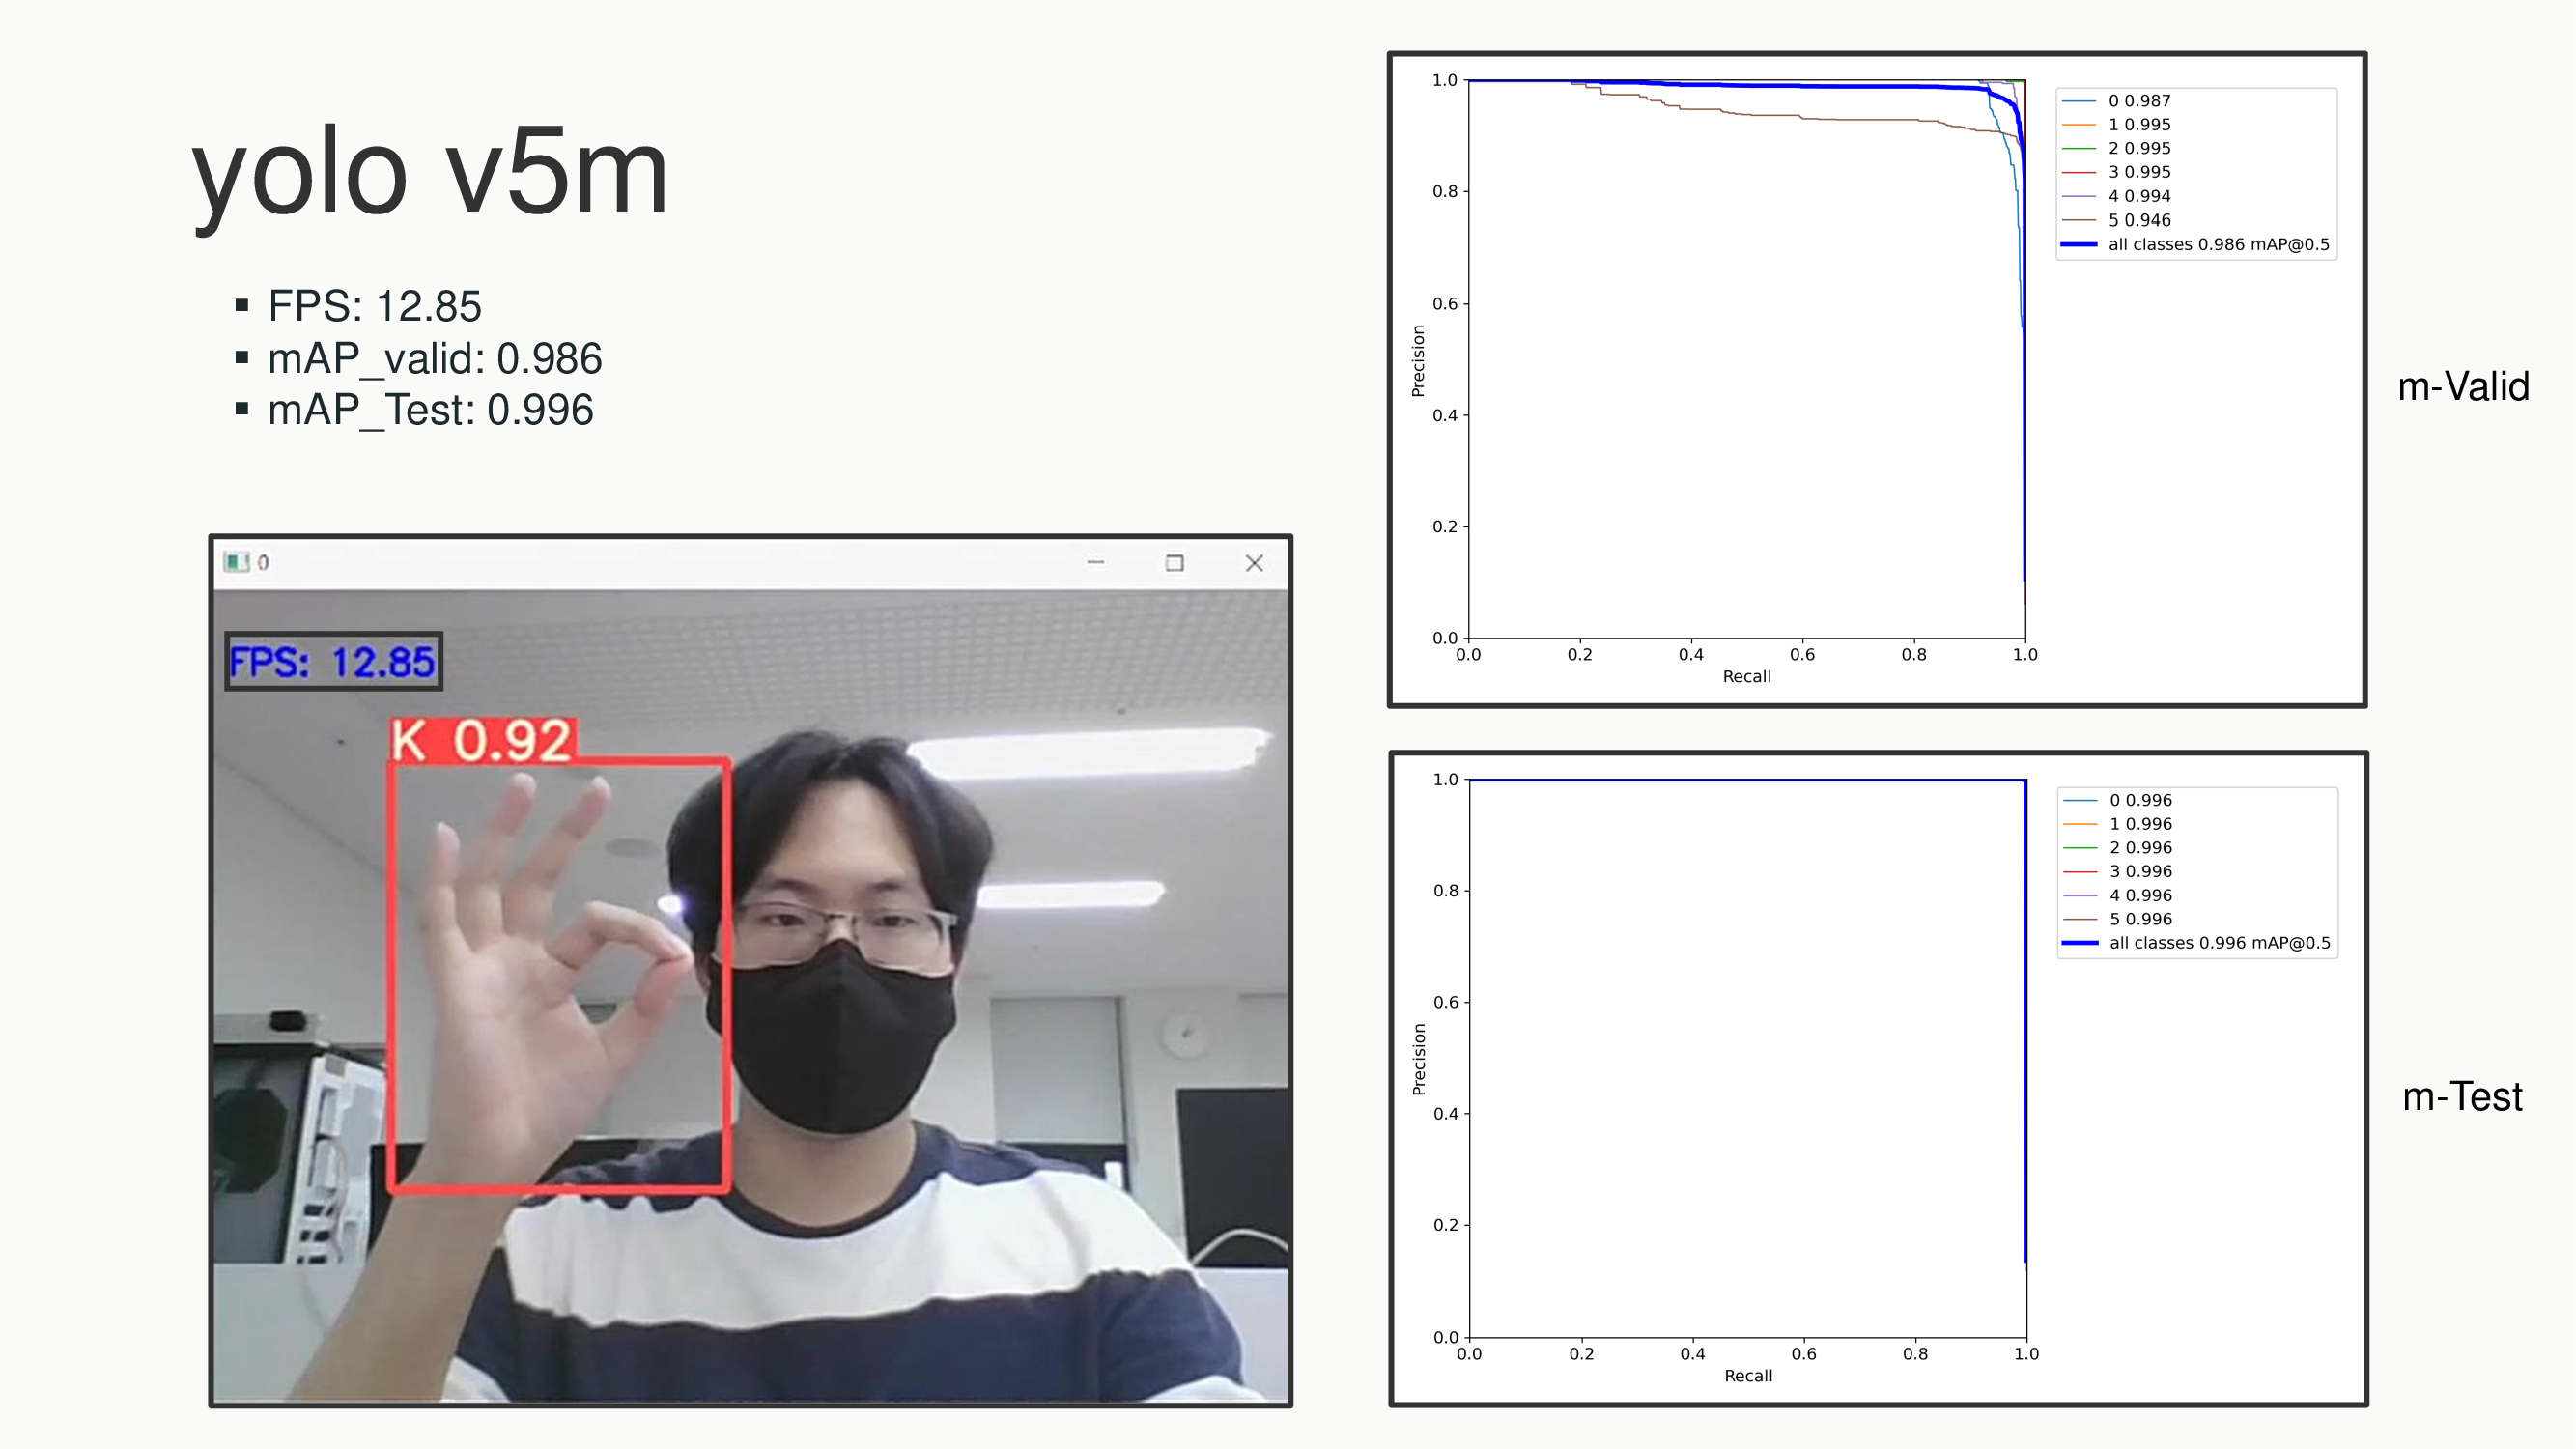 yolo v5m
▪ FPS: 12.85
▪ mAP_valid: 0.986
▪ mAP_Test: 0.996
0
FPS: 12.85
K 0.92
1.0
0.8
0.6
0.4
0.2
0.0
Precision
0.0 0.2 0.4 0.6 0.8 1.0
Recall
0 0.987
1 0.995
2 0.995
3 0.995
4 0.994
5 0.946
all classes 0.986 mAP@0.5
m-Valid
1.0
0.8
0.6
0.4
0.2
0.0
Precision
0.0 0.2 0.4 0.6 0.8 1.0
Recall
0 0.996
1 0.996
2 0.996
3 0.996
4 0.996
5 0.996
all classes 0.996 mAP@0.5
m-Test